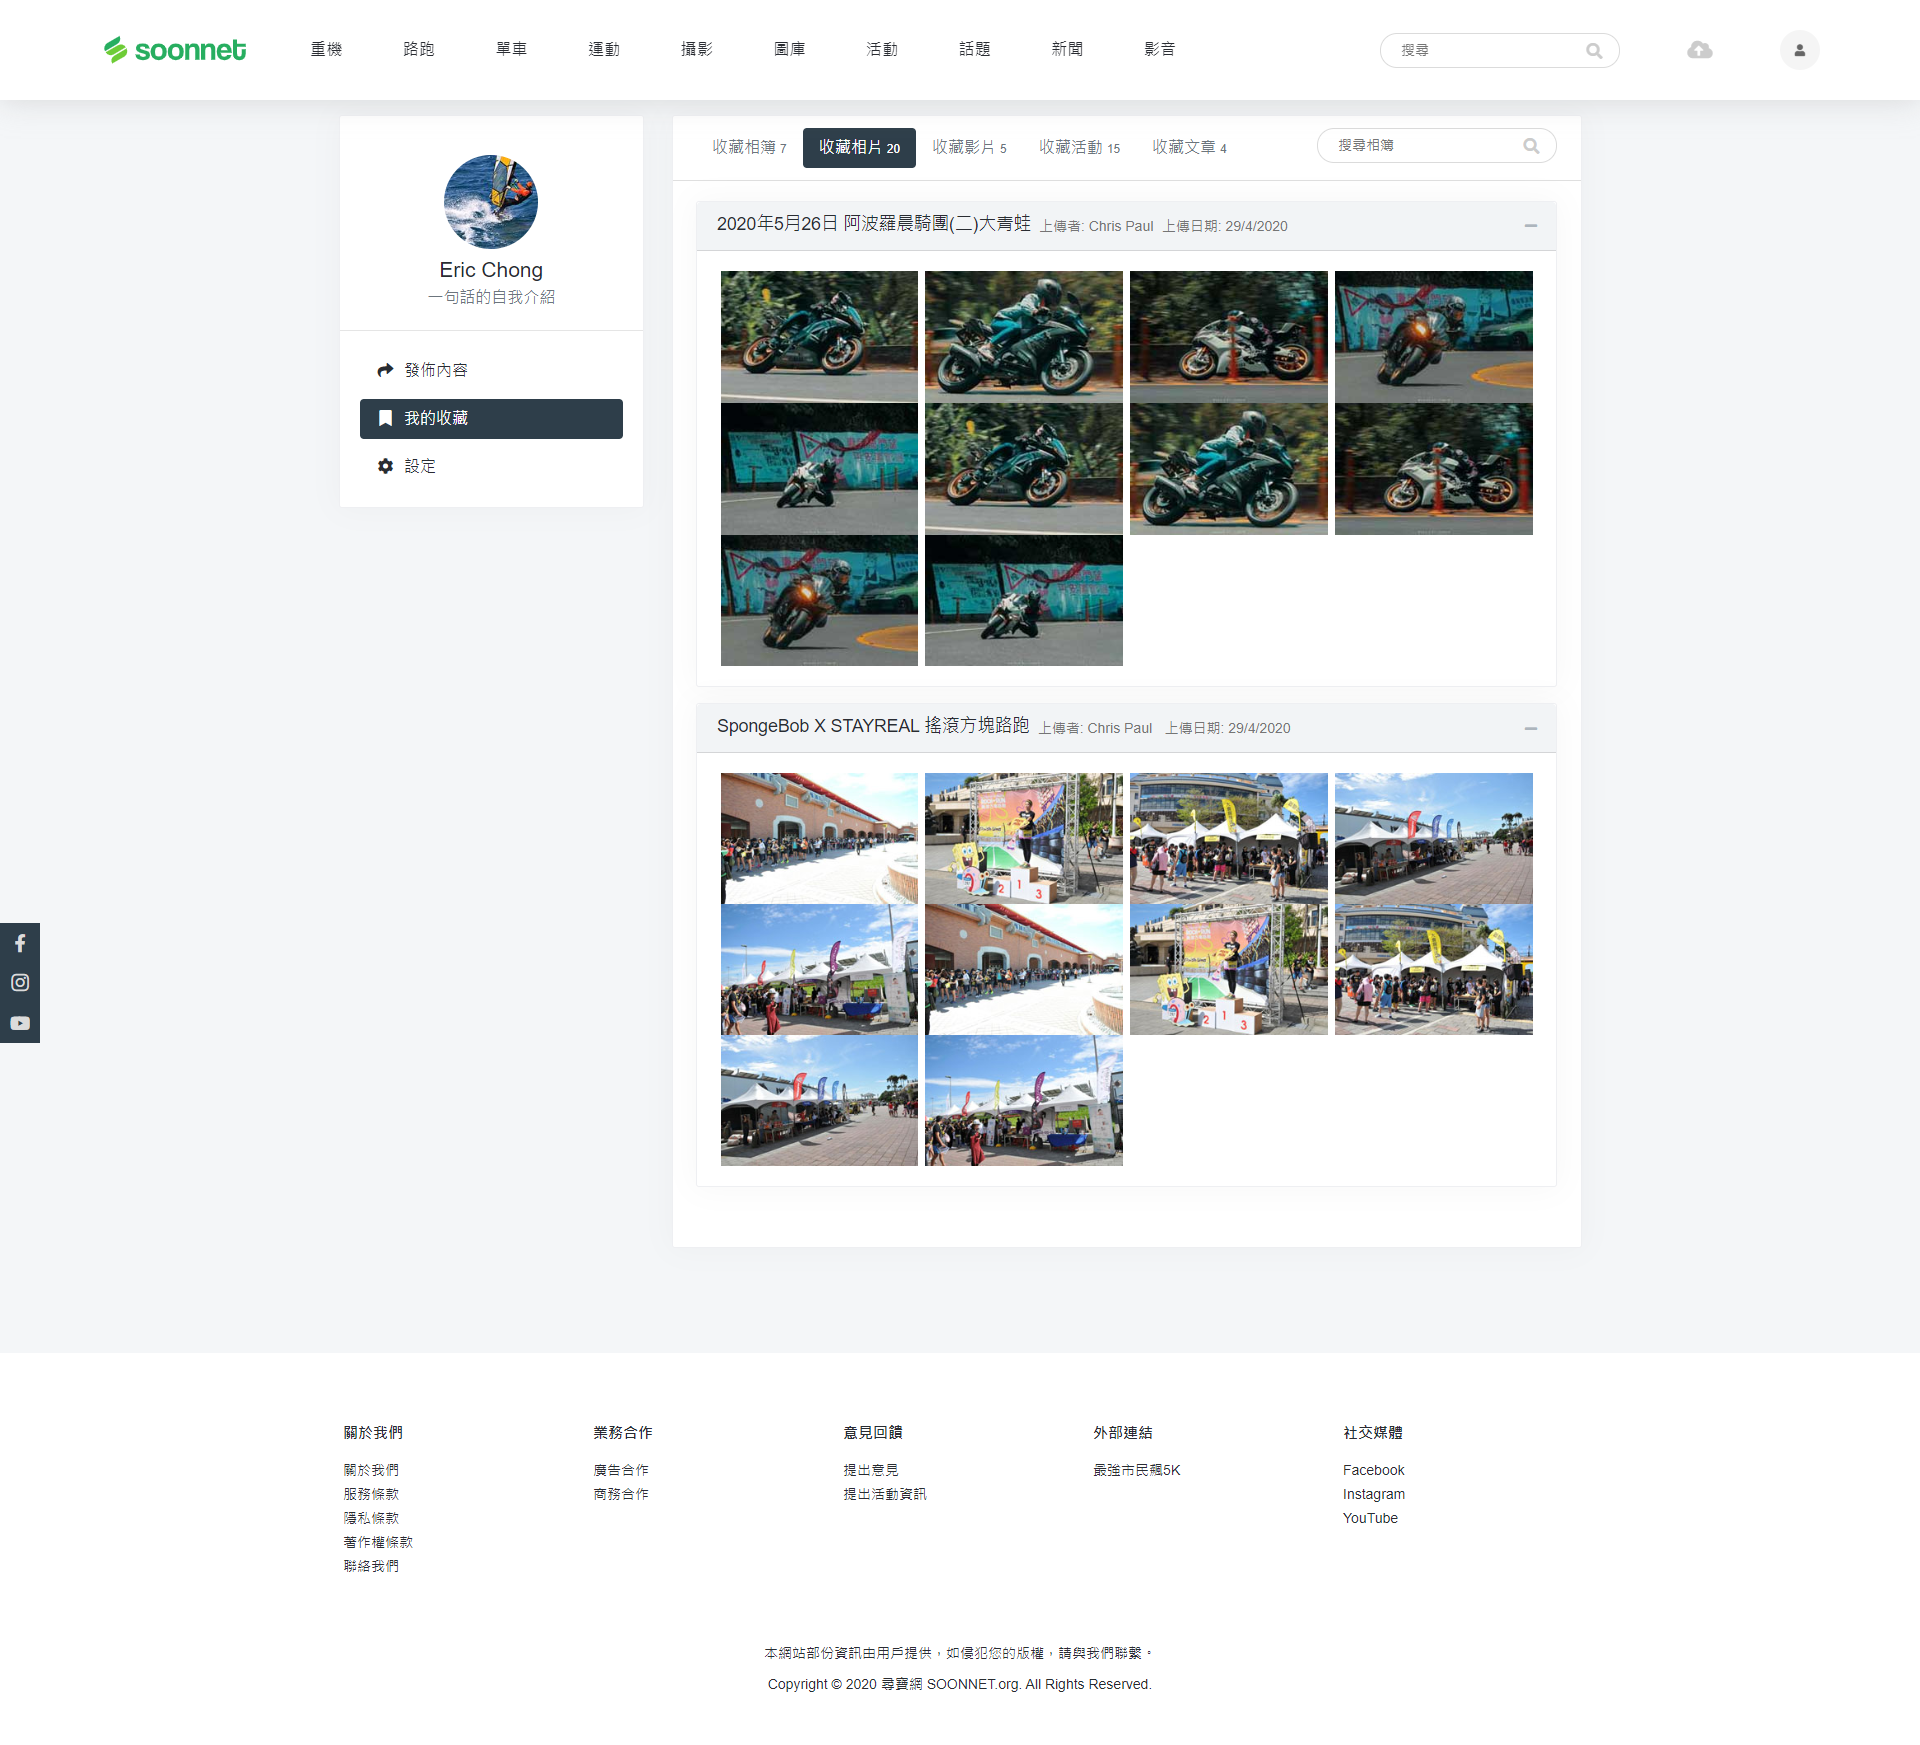 soonnet 重機 路跑 單車 運動 攝影 圖庫 活動 話題 新聞 影音 搜尋
Eric Chong
一句話的自我介紹
發佈內容
我的收藏
設定
收藏相簿 7 收藏相片 20 收藏影片 5 收藏活動 15 收藏文章 4 搜尋相簿
2020年5月26日 阿波羅晨騎團(二)大青蛙 上傳者: Chris Paul 上傳日期: 29/4/2020
SpongeBob X STAYREAL 搖滾方塊路跑 上傳者: Chris Paul 上傳日期: 29/4/2020
2 1 3
2 1 3
關於我們
關於我們
服務條款
隱私條款
著作權條款
聯絡我們
業務合作
廣告合作
商務合作
意見回饋
提出意見
提出活動資訊
外部連結
最強市民飆5K
社交媒體
Facebook
Instagram
YouTube
本網站部份資訊由用戶提供，如侵犯您的版權，請與我們聯繫。
Copyright © 2020 尋寶網 SOONNET.org. All Rights Reserved.